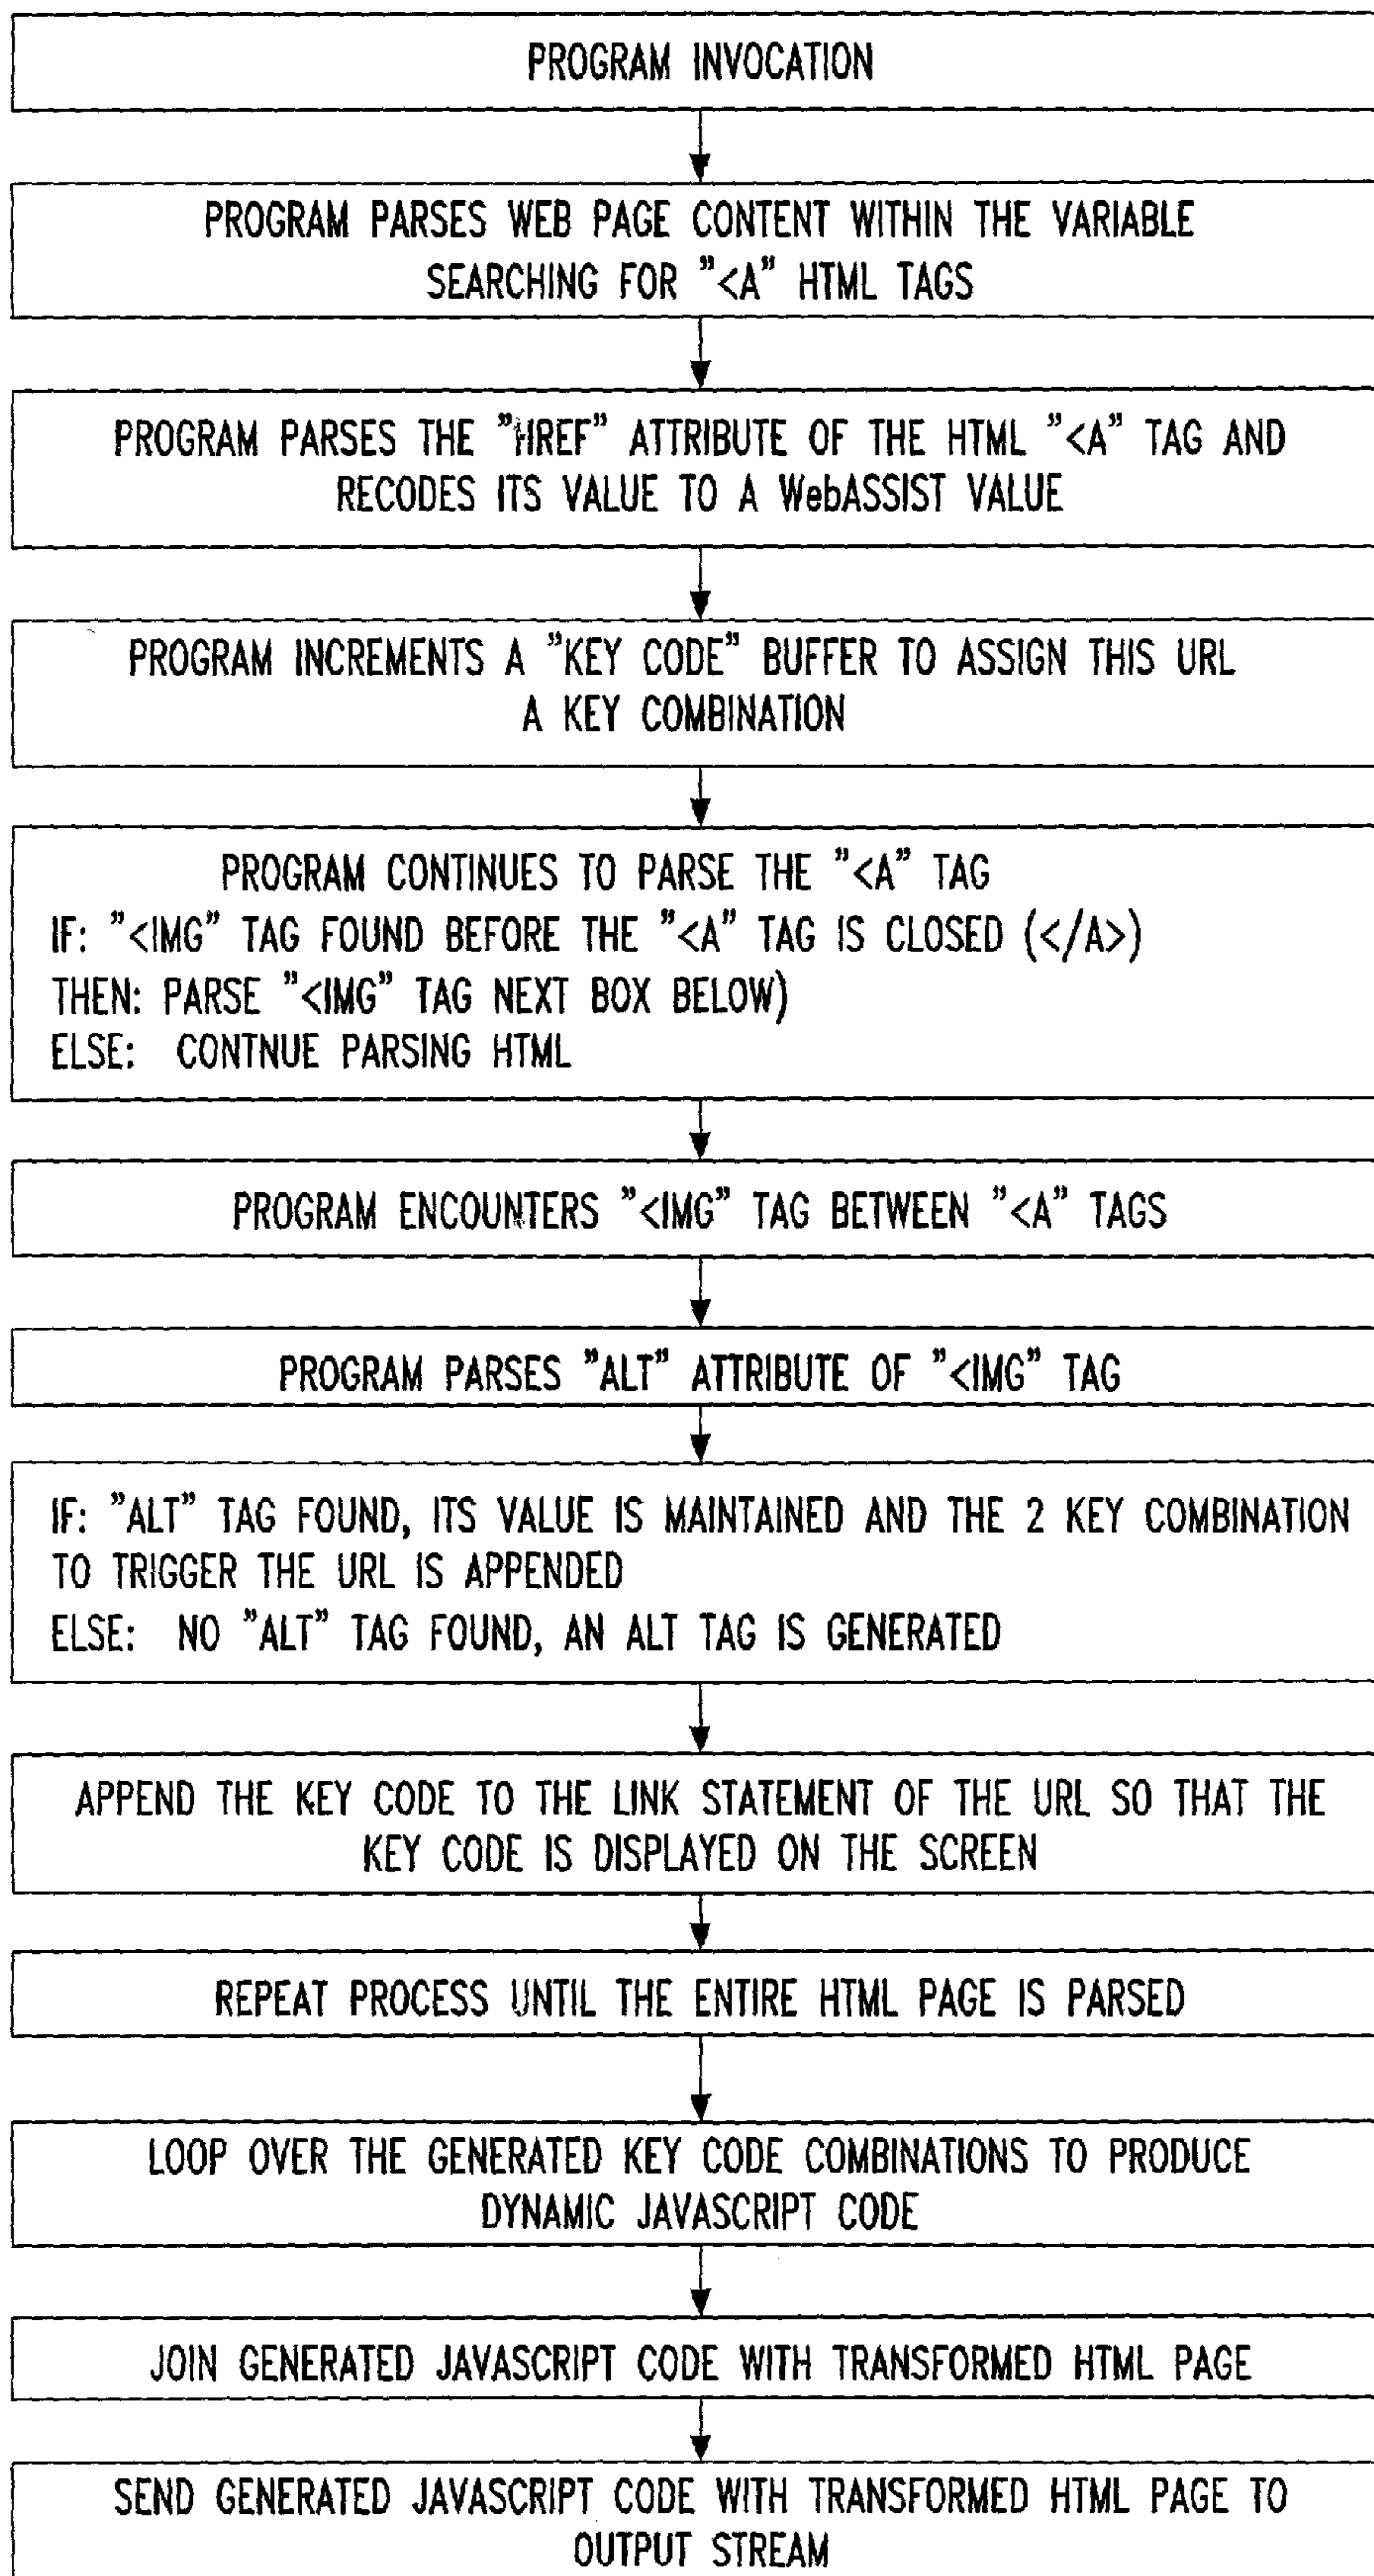 PROGRAM INVOCATION
PROGRAM PARSES WEB PAGE CONTENT WITHIN THE VARIABLE
SEARCHING FOR "<A" HTML TAGS
PROGRAM PARSES THE "HREF" ATTRIBUTE OF THE HTML "<A" TAG AND
RECODES ITS VALUE TO A WebASSIST VALUE
PROGRAM INCREMENTS A "KEY CODE" BUFFER TO ASSIGN THIS URL
A KEY COMBINATION
PROGRAM CONTINUES TO PARSE THE "<A" TAG
IF: "<IMG" TAG FOUND BEFORE THE "<A" TAG IS CLOSED (</A>)
THEN: PARSE "<IMG" TAG NEXT BOX BELOW)
ELSE: CONTNUE PARSING HTML
PROGRAM ENCOUNTERS "<IMG" TAG BETWEEN "<A" TAGS
PROGRAM PARSES "ALT" ATTRIBUTE OF "<IMG" TAG
IF: "ALT" TAG FOUND, ITS VALUE IS MAINTAINED AND THE 2 KEY COMBINATION
TO TRIGGER THE URL IS APPENDED
ELSE: NO "ALT" TAG FOUND, AN ALT TAG IS GENERATED
APPEND THE KEY CODE TO THE LINK STATEMENT OF THE URL SO THAT THE
KEY CODE IS DISPLAYED ON THE SCREEN
REPEAT PROCESS UNTIL THE ENTIRE HTML PAGE IS PARSED
LOOP OVER THE GENERATED KEY CODE COMBINATIONS TO PRODUCE
DYNAMIC JAVASCRIPT CODE
JOIN GENERATED JAVASCRIPT CODE WITH TRANSFORMED HTML PAGE
SEND GENERATED JAVASCRIPT CODE WITH TRANSFORMED HTML PAGE TO
OUTPUT STREAM